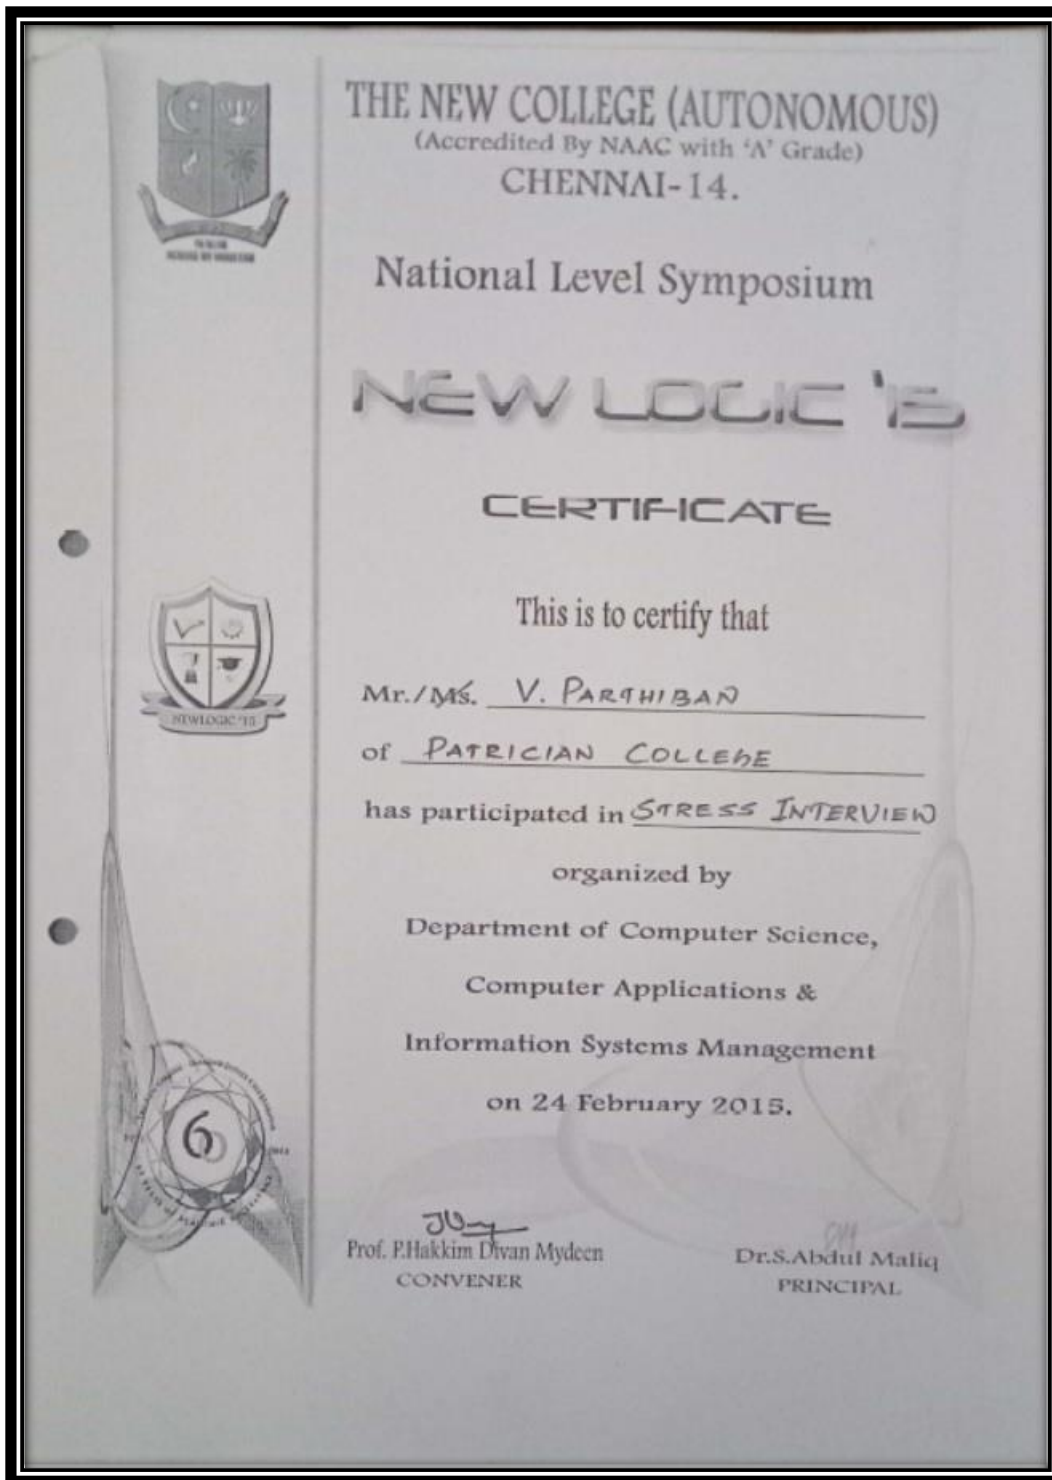 THE NEW COLLEGE (AUTONOMOUS)
(Accredited By NAAC with 'A' Grade)
CHENNAI-14.
National Level Symposium
NEW LOGIC '15
CERTIFICATE
This is to certify that
Mr./Ms. V. PARTHIBAN
of PATRICIAN COLLEGE
has participated in STRESS INTERVIEW
organized by
Department of Computer Science,
Computer Applications &
Information Systems Management
on 24 February 2015.
Prof. P.Hakkim Divan Mydeen
CONVENER
Dr.S.Abdul Maliq
PRINCIPAL
NEWLOGIC '15
60